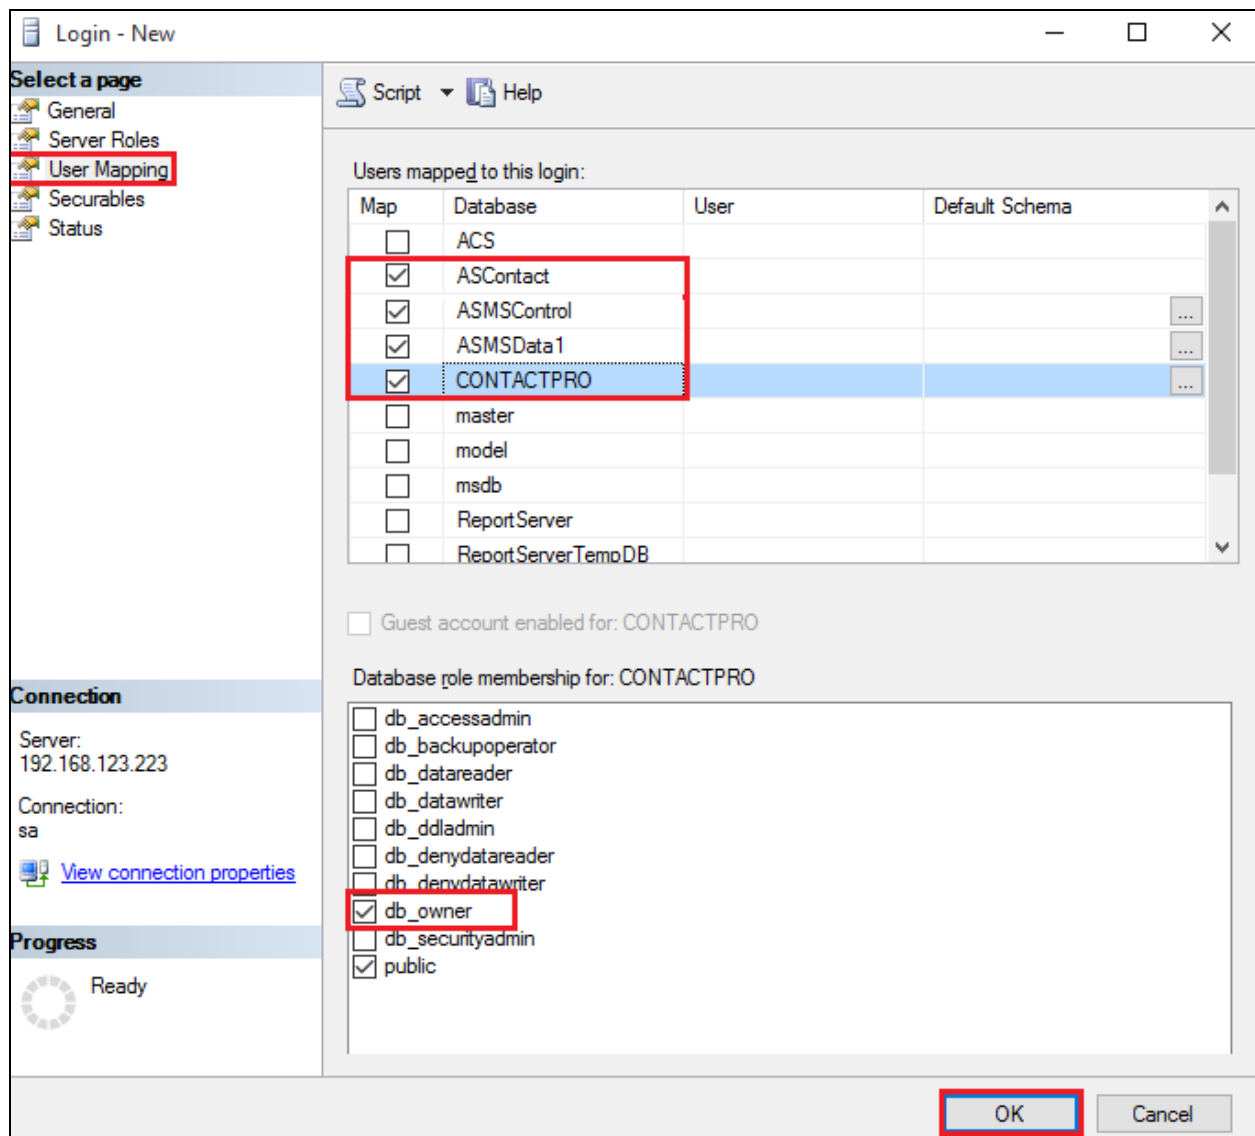 Login - New
Select a page
General
Server Roles
User Mapping
Securables
Status
Connection
Server:
192.168.123.223
Connection:
sa
View connection properties
Progress
Ready
Script Help
Users mapped to this login:
Map Database User Default Schema
ACS
ASContact
ASMSControl ...
ASMSData1 ...
CONTACTPRO ...
master
model
msdb
ReportServer
ReportServerTempDB
Guest account enabled for: CONTACTPRO
Database role membership for: CONTACTPRO
db_accessadmin
db_backupoperator
db_datareader
db_datawriter
db_ddladmin
db_denydatareader
db_denydatawriter
db_owner
db_securityadmin
public
OK Cancel